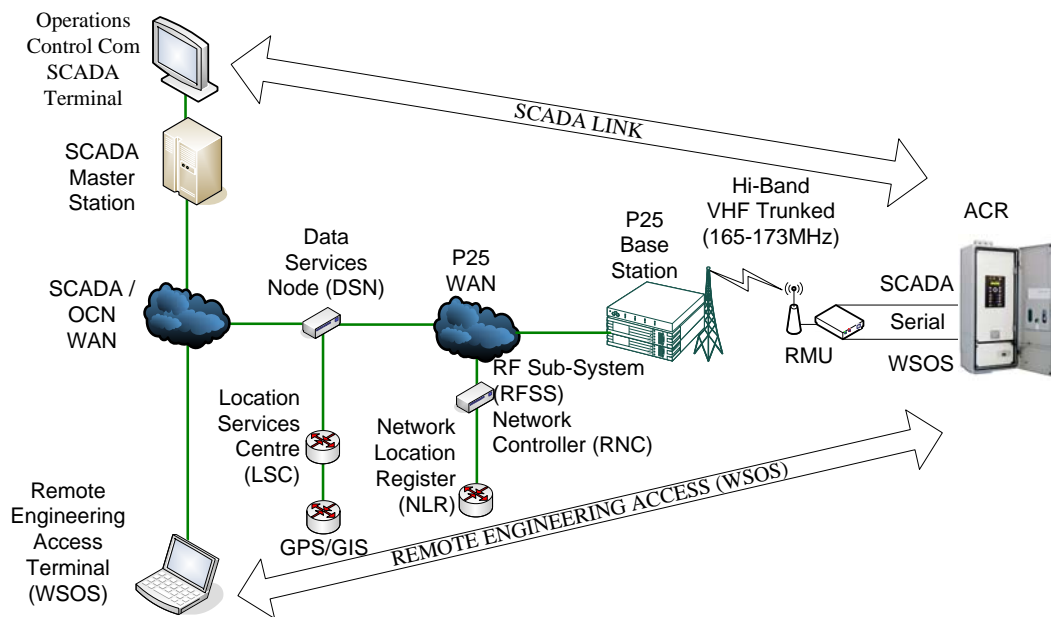 Operations
Control Com
SCADA
Terminal
SCADA LINK
SCADA
Master
Station
Hi-Band
VHF Trunked
(165-173MHz)
ACR
P25
Base
Station
Data
Services
Node (DSN)
P25
WAN
SCADA /
OCN
WAN
SCADA
Serial
WSOS
RMU
RF Sub-System
(RFSS)
Network
Controller (RNC)
Location
Services
Centre
(LSC)
Network
Location
Register
(NLR)
GPS/GIS
Remote
Engineering
Access
Terminal
(WSOS)
REMOTE ENGINEERING ACCESS (WSOS)